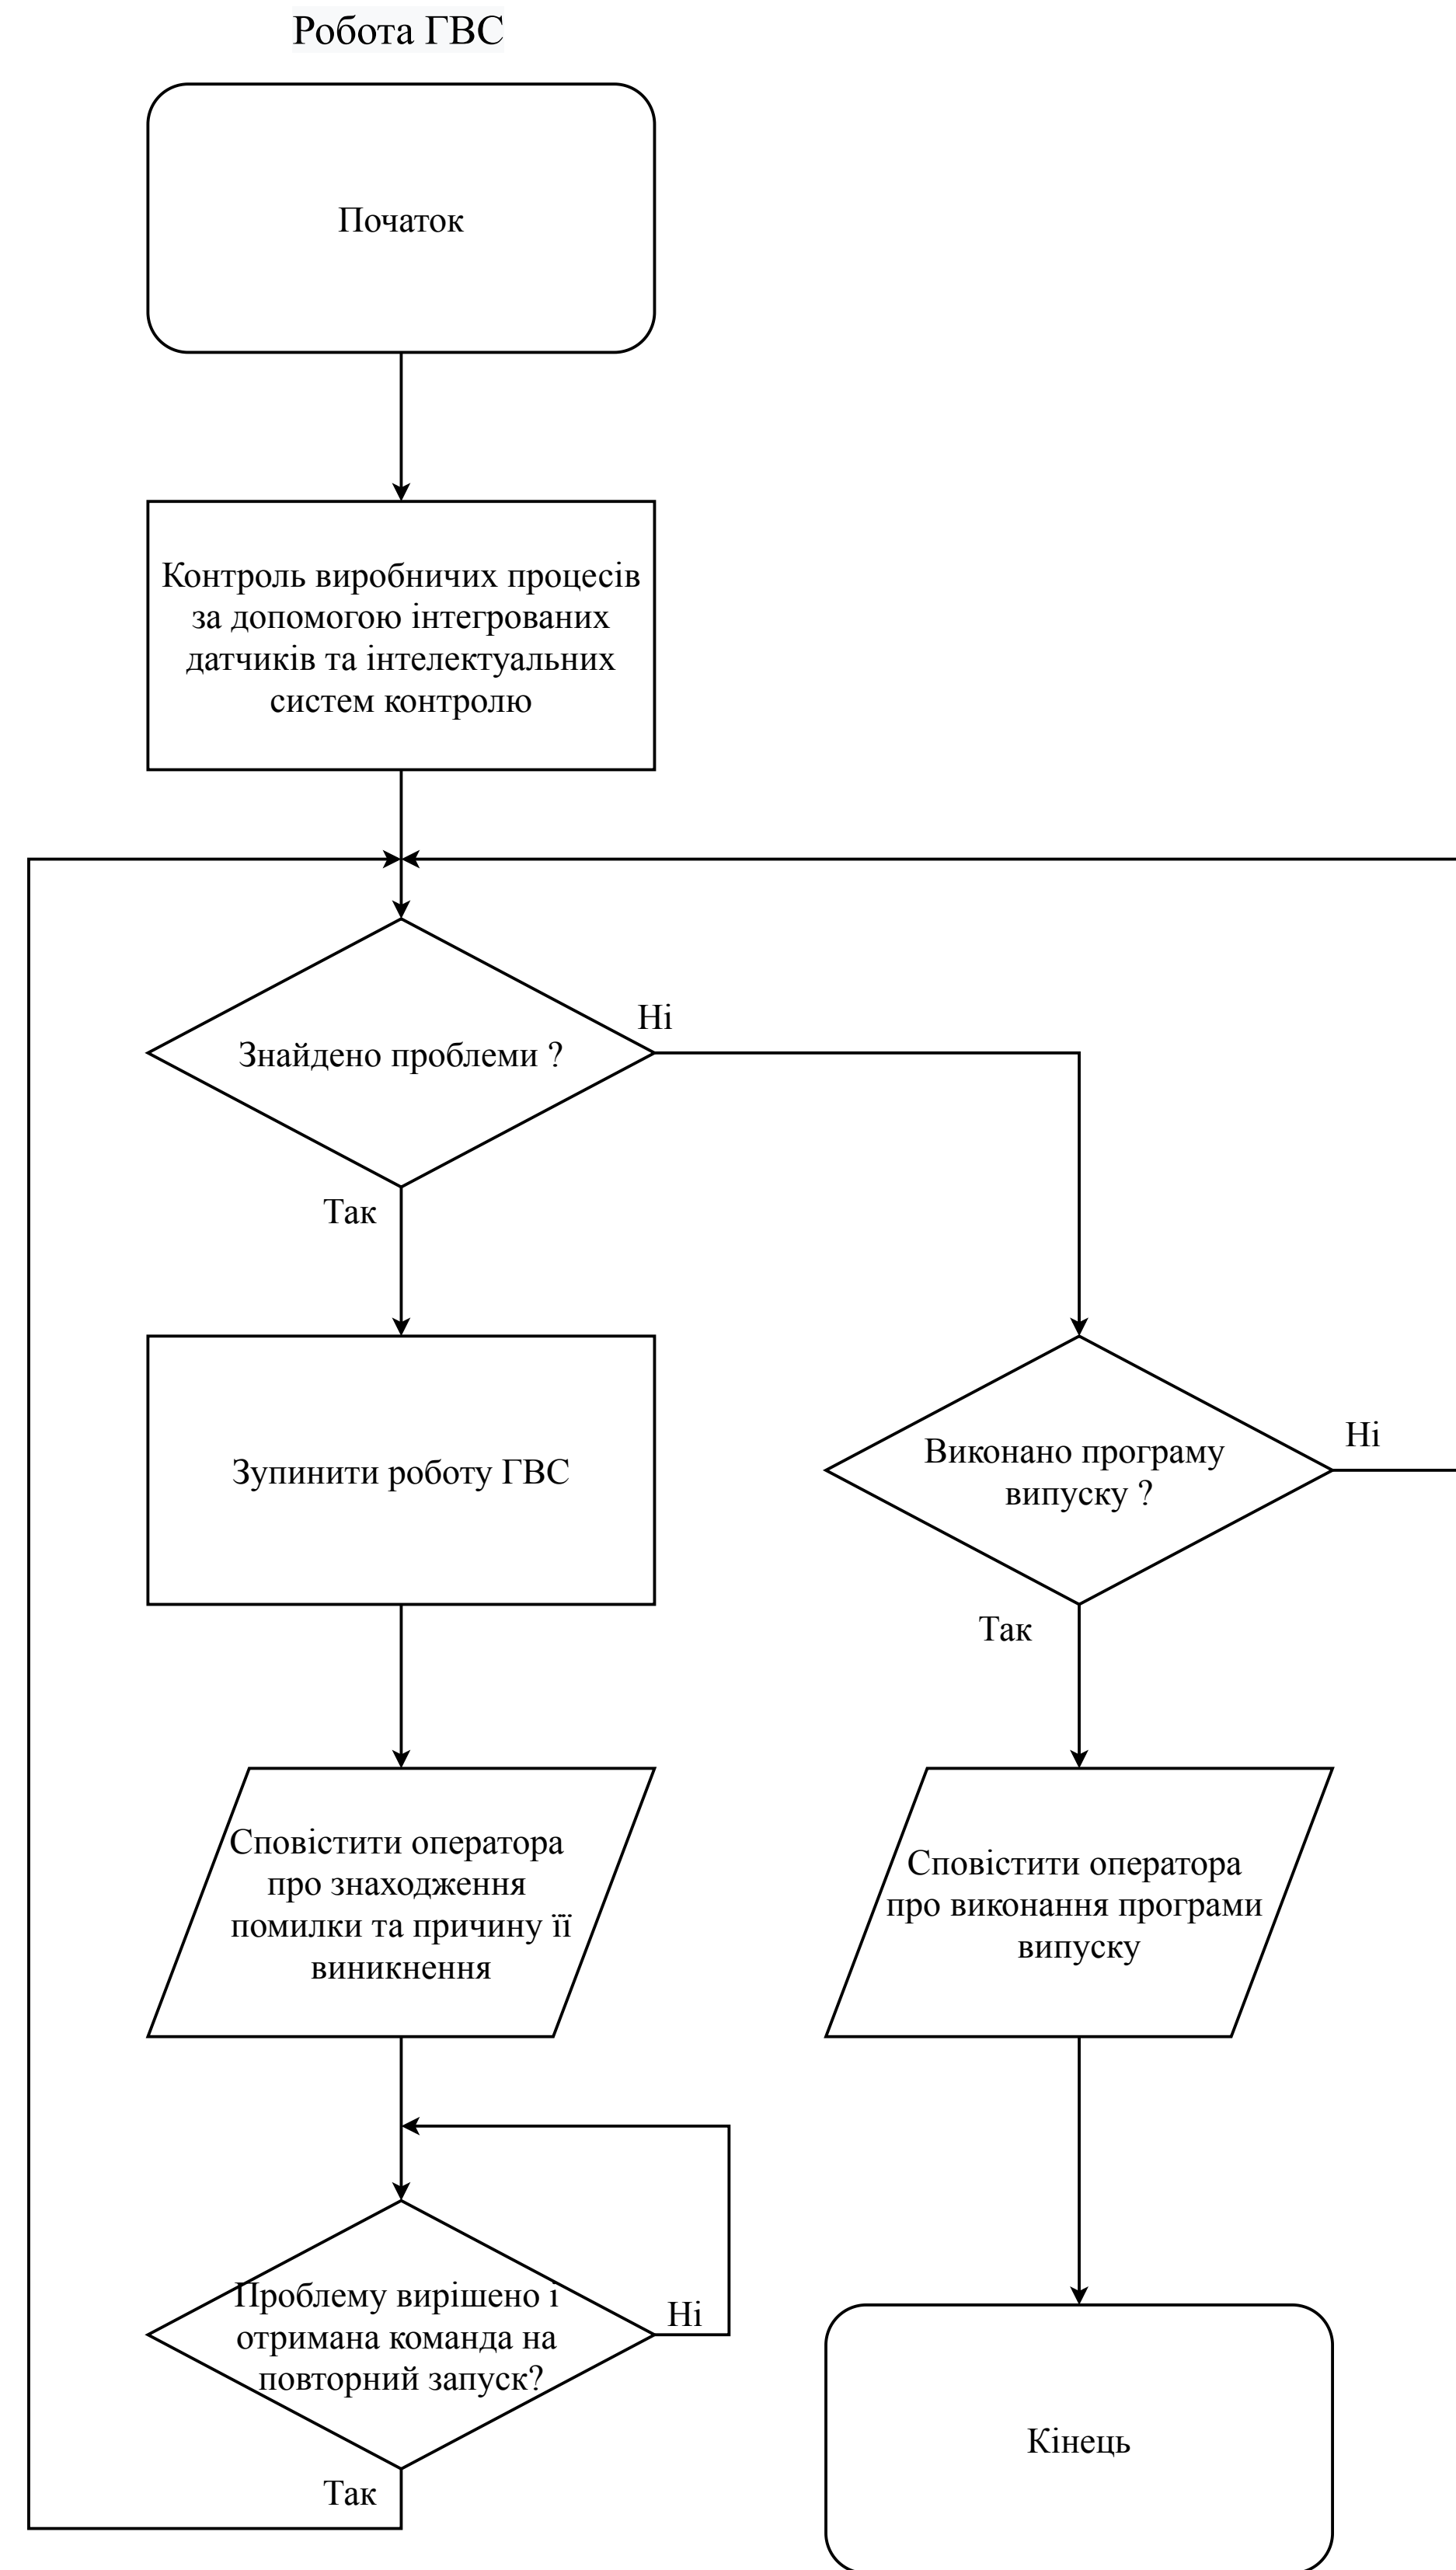 Робота ГВС
Початок
Контроль виробничих процесів
за допомогою інтегрованих
датчиків та інтелектуальних
систем контролю
Знайдено проблеми ?
Ні
Так
Зупинити роботу ГВС
Виконано програму
випуску ?
Ні
Так
Сповістити оператора
про знаходження
помилки та причину її
виникнення
Сповістити оператора
про виконання програми
випуску
Проблему вирішено і
отримана команда на
повторний запуск?
Ні
Так
Кінець